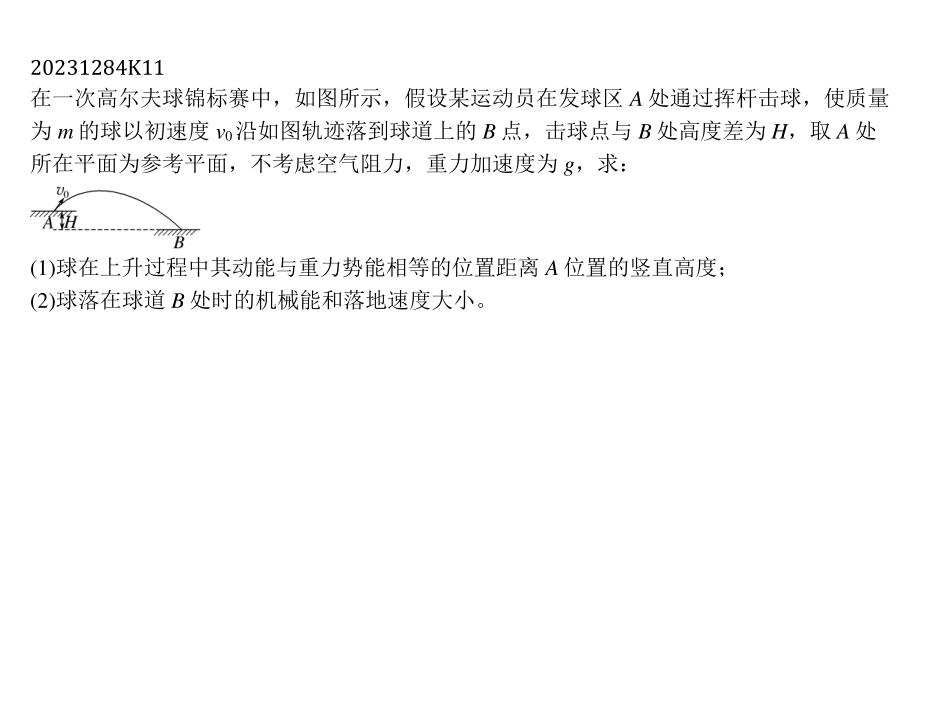 20231284K11
在一次高尔夫球锦标赛中，如图所示，假设某运动员在发球区 A 处通过挥杆击球，使质量
为 m 的球以初速度 v0沿如图轨迹落到球道上的 B 点，击球点与 B 处高度差为 H，取 A 处
所在平面为参考平面，不考虑空气阻力，重力加速度为 g，求：
v0
A H
B
(1)球在上升过程中其动能与重力势能相等的位置距离 A 位置的竖直高度；
(2)球落在球道 B 处时的机械能和落地速度大小。